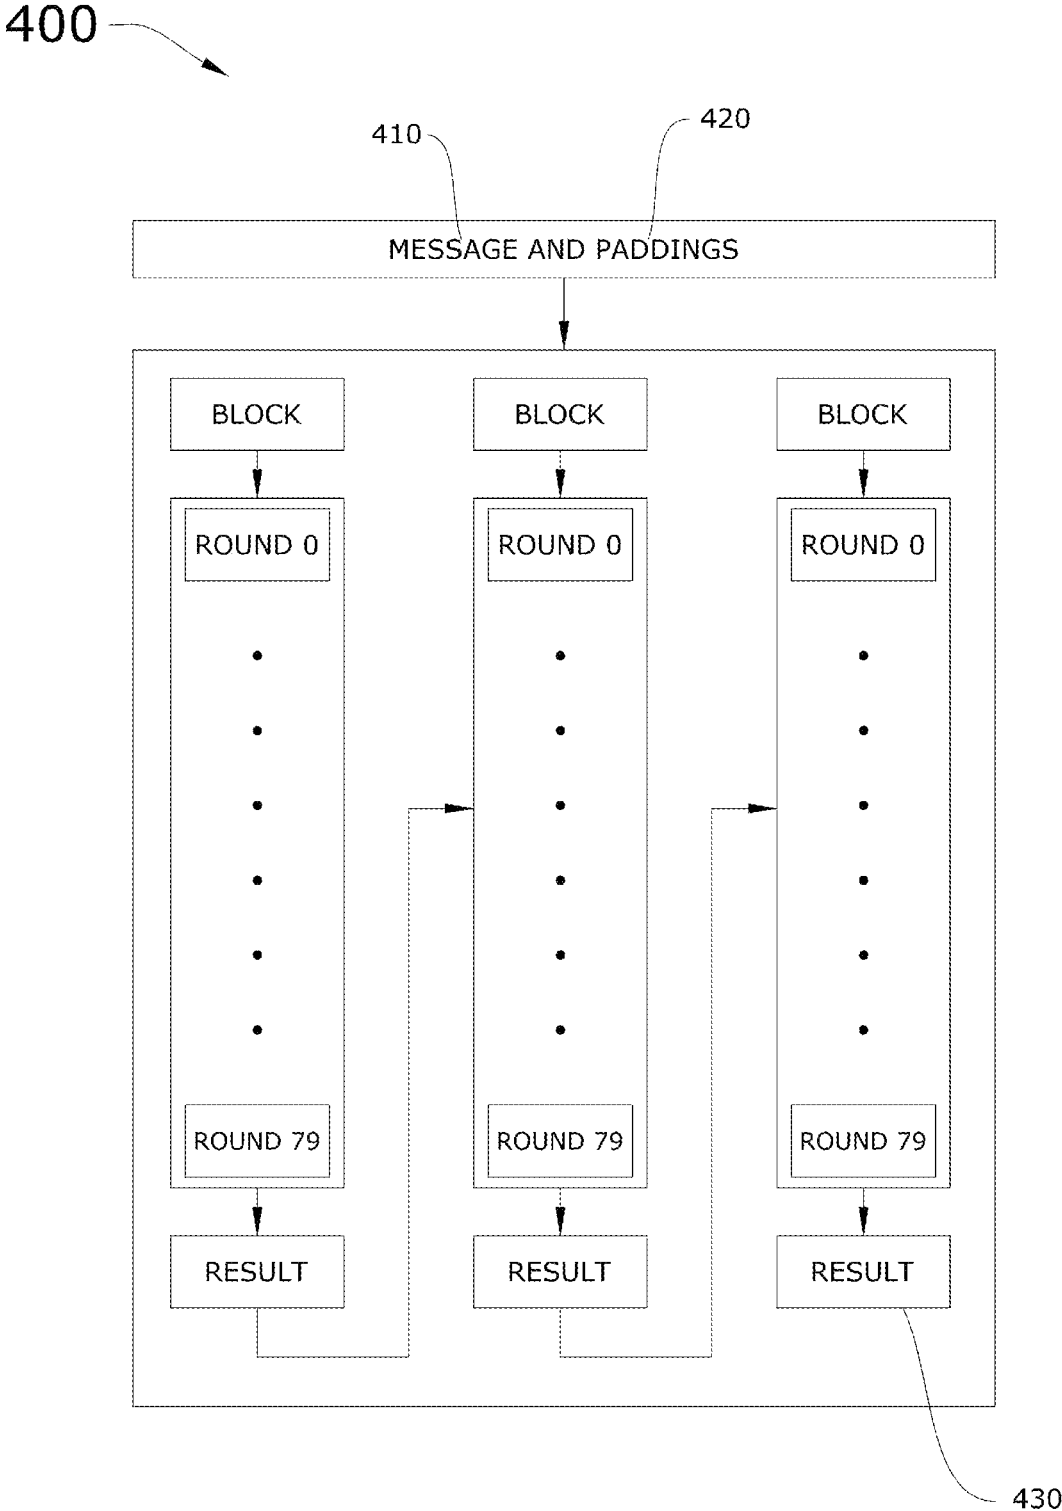 400
410
420
MESSAGE AND PADDINGS
BLOCK BLOCK BLOCK
ROUND 0 ROUND 0 ROUND 0
ROUND 79 ROUND 79 ROUND 79
RESULT RESULT RESULT
430